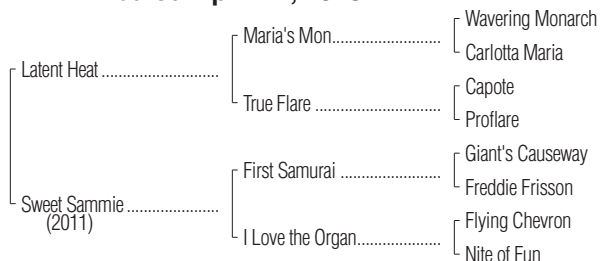 Wavering Monarch
Maria's Mon
Carlotta Maria
Latent Heat
Capote
True Flare
Proflare
Giant's Causeway
First Samurai
Freddie Frisson
Sweet Sammie
(2011)
Flying Chevron
I Love the Organ
Nite of Fun